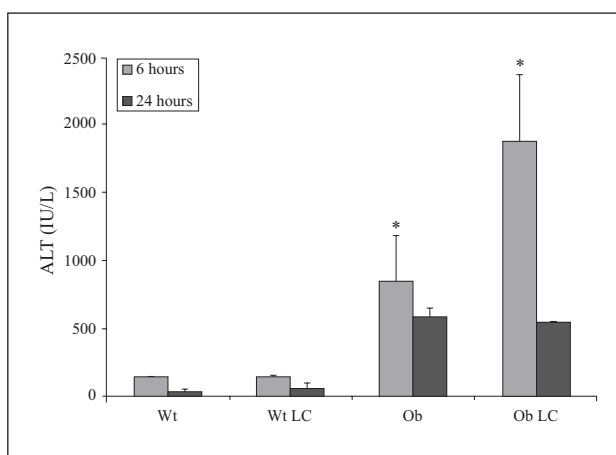 2500
2000
1500
1000
500
0
ALT (IU/L)
6 hours
24 hours
*
*
Wt
Wt LC
Ob
Ob LC